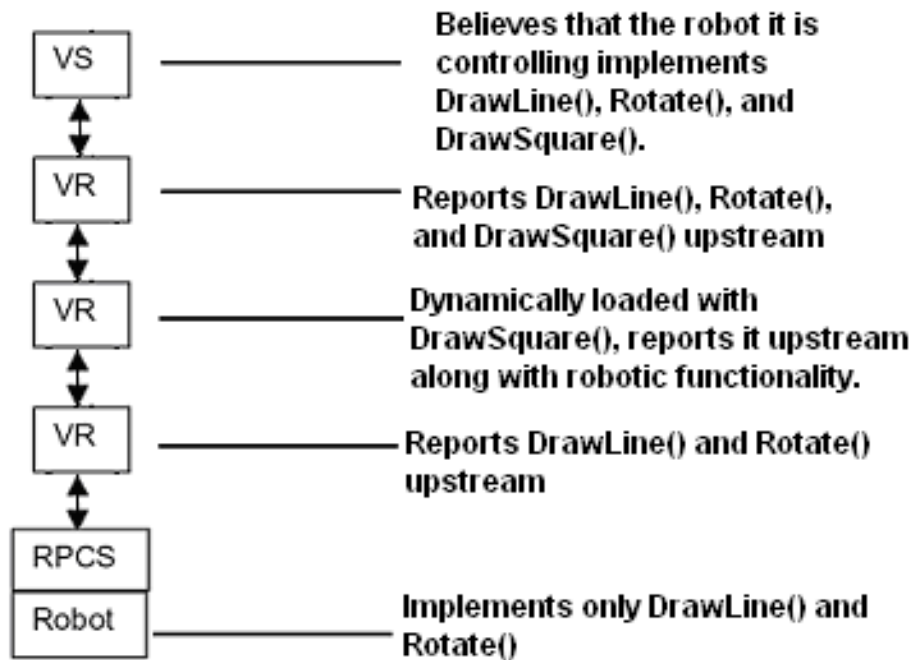 VS
Believes that the robot it is
controlling implements
DrawLine(), Rotate(), and
DrawSquare().
VR
Reports DrawLine(), Rotate(),
and DrawSquare() upstream
VR
Dynamically loaded with
DrawSquare(), reports it upstream
along with robotic functionality.
VR
Reports DrawLine() and Rotate()
upstream
RPCS
Robot
Implements only DrawLine() and
Rotate()